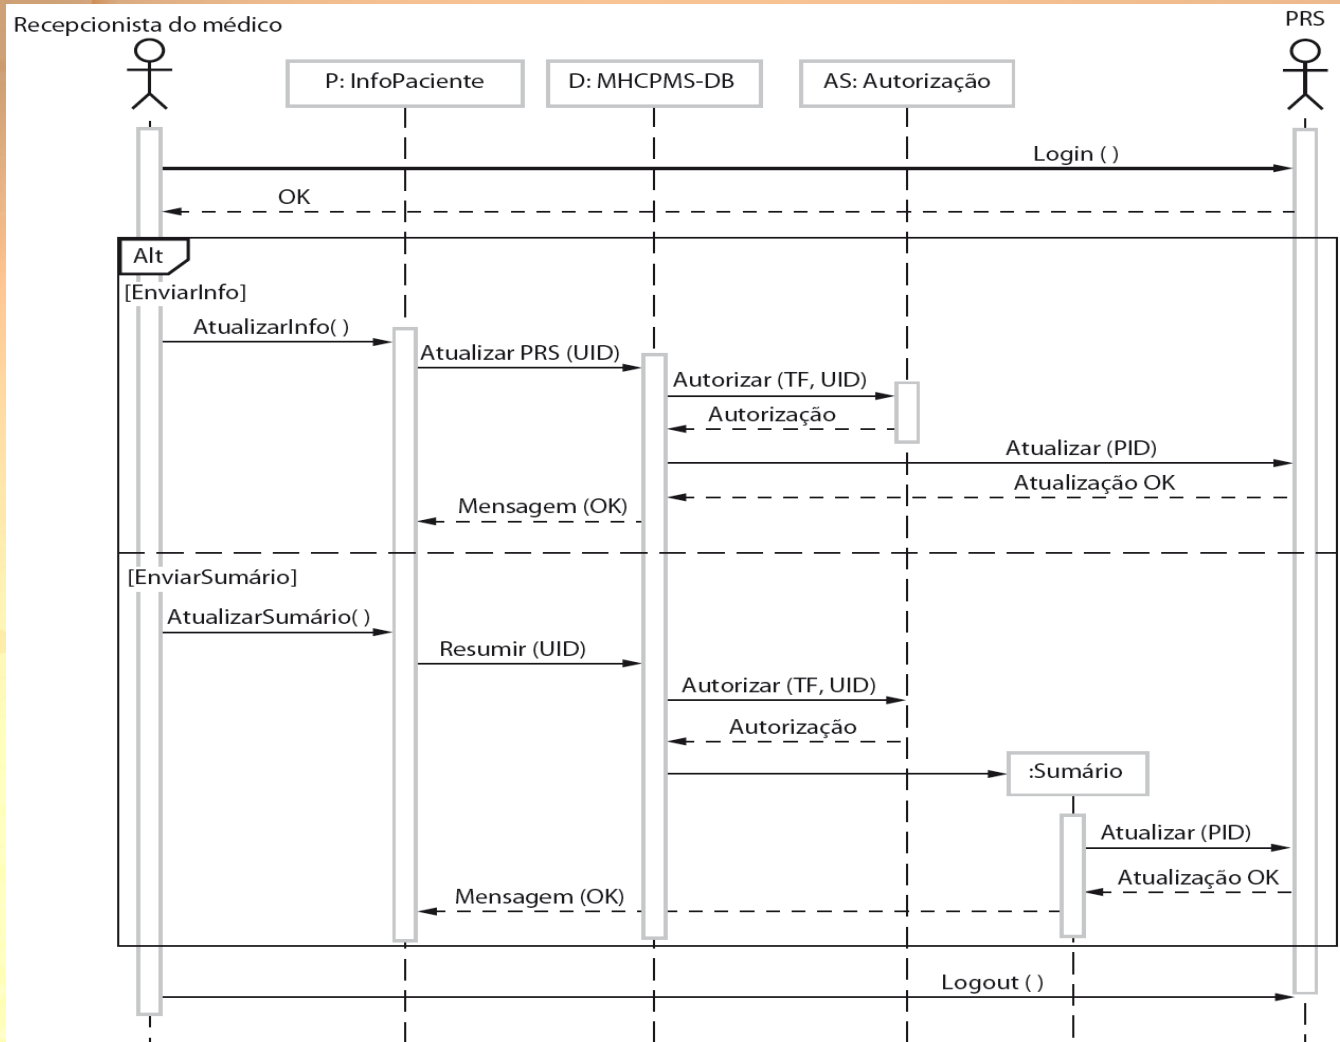 Recepcionista do médico
PRS
P: InfoPaciente
D: MHCPMS-DB
AS: Autorização
Login ( )
OK
Alt
[EnviarInfo]
AtualizarInfo( )
Atualizar PRS (UID)
Autorizar (TF, UID)
Autorização
Atualizar (PID)
Atualização OK
Mensagem (OK)
[EnviarSumário]
AtualizarSumário( )
Resumir (UID)
Autorizar (TF, UID)
Autorização
:Sumário
Atualizar (PID)
Atualização OK
Mensagem (OK)
Logout ( )